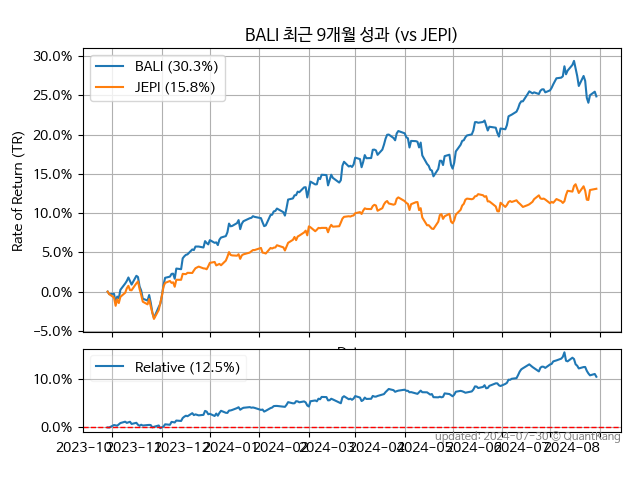 BALI 최근 9개월 성과 (vs JEPI)
30.0%
25.0%
20.0%
15.0%
10.0%
5.0%
0.0%
−5.0%
Rate of Return (TR)
BALI (30.3%)
JEPI (15.8%)
10.0%
0.0%
Relative (12.5%)
updated: 2024-07-30 © QuantHang
2023-10 2023-11 2023-12 2024-01 2024-02 2024-03 2024-04 2024-05 2024-06 2024-07 2024-08